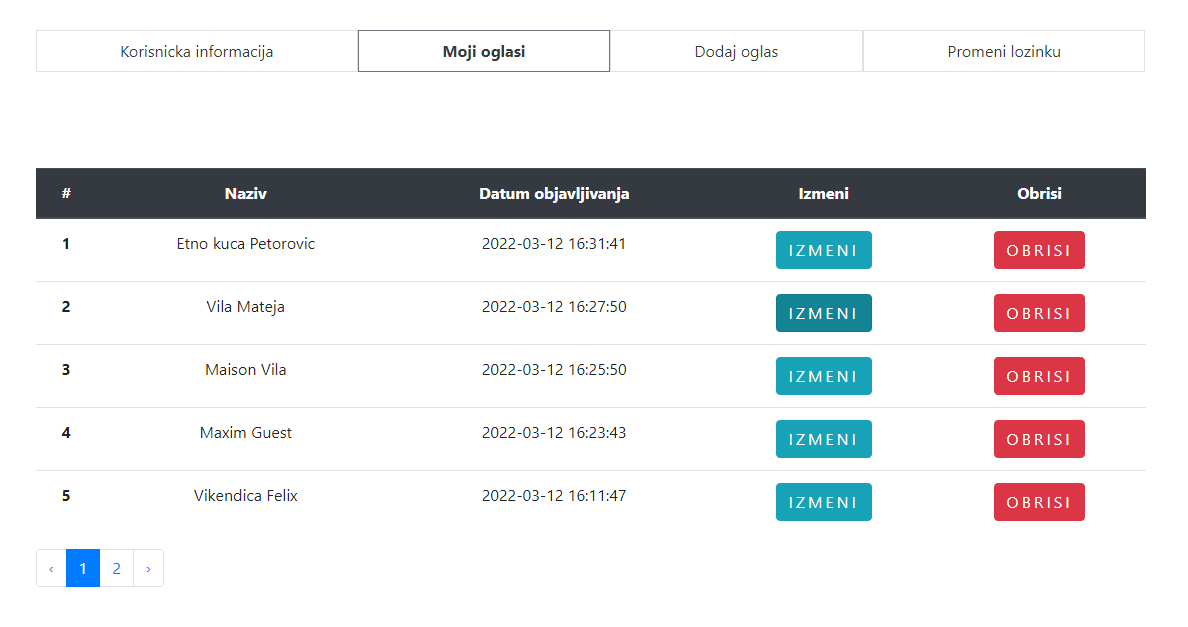 Korisnicka informacija Moji oglasi Dodaj oglas Promeni lozinku
# Naziv Datum objavljivanja Izmeni Obrisi
1 Etno kuca Petorovic 2022-03-12 16:31:41 IZMENI OBRISI
2 Vila Mateja 2022-03-12 16:27:50 IZMENI OBRISI
3 Maison Vila 2022-03-12 16:25:50 IZMENI OBRISI
4 Maxim Guest 2022-03-12 16:23:43 IZMENI OBRISI
5 Vikendica Felix 2022-03-12 16:11:47 IZMENI OBRISI
‹ 1 2 ›